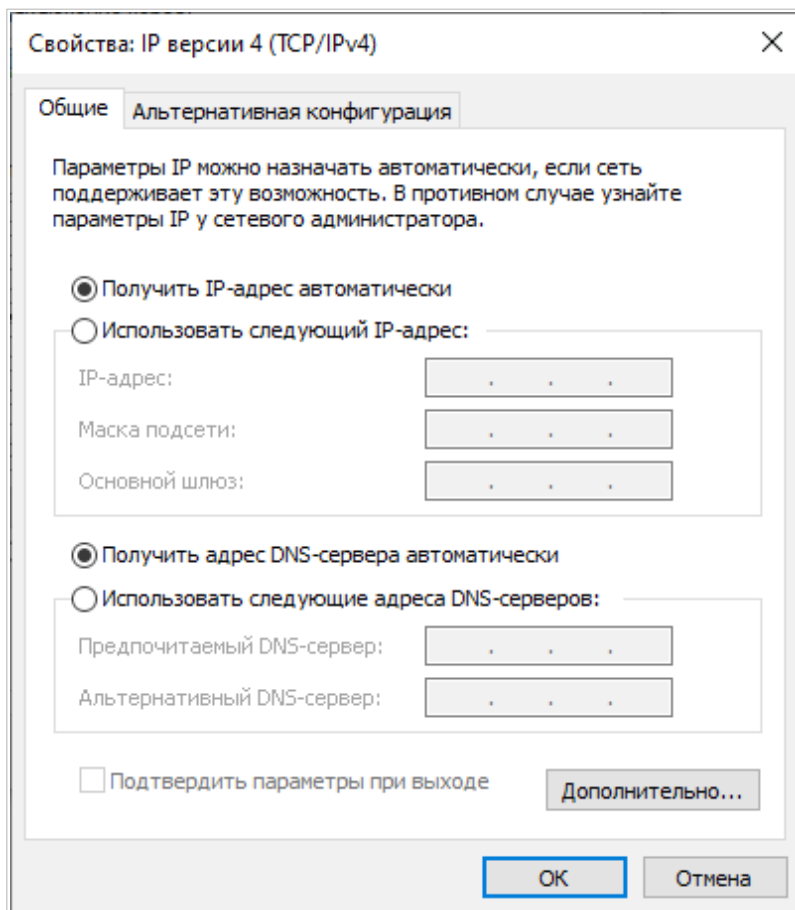 Свойства: IP версии 4 (TCP/IPv4)
Общие
Альтернативная конфигурация
Параметры IP можно назначать автоматически, если сеть
поддерживает эту возможность. В противном случае узнайте
параметры IP у сетевого администратора.
Получить IP-адрес автоматически
Использовать следующий IP-адрес:
IP-адрес:
Маска подсети:
Основной шлюз:
Получить адрес DNS-сервера автоматически
Использовать следующие адреса DNS-серверов:
Предпочитаемый DNS-сервер:
Альтернативный DNS-сервер:
Подтвердить параметры при выходе
Дополнительно...
ОК
Отмена